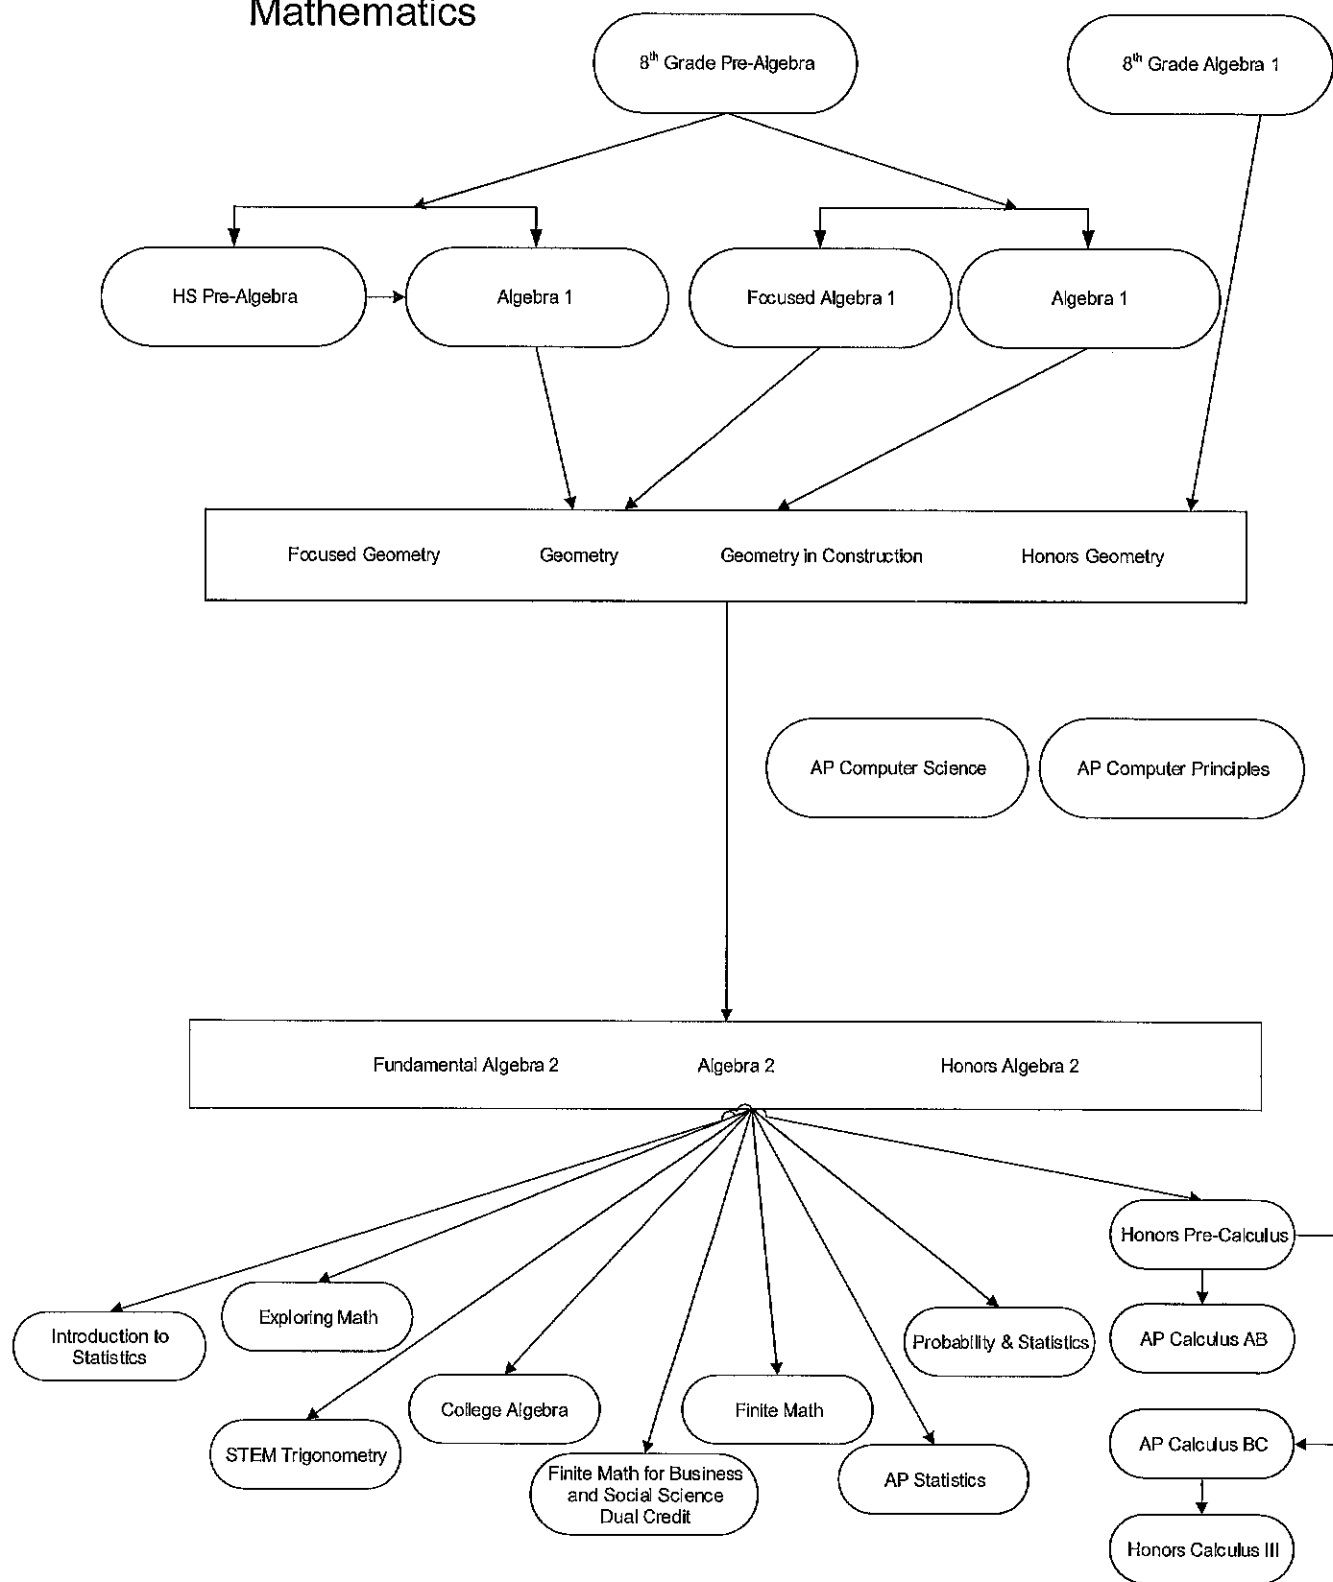 Mathematics
8th Grade Pre-Algebra
8th Grade Algebra 1
HS Pre-Algebra
Algebra 1
Focused Algebra 1
Algebra 1
Focused Geometry
Geometry
Geometry in Construction
Honors Geometry
AP Computer Science
AP Computer Principles
Fundamental Algebra 2
Algebra 2
Honors Algebra 2
Honors Pre-Calculus
Exploring Math
Introduction to
Statistics
Probability & Statistics
AP Calculus AB
College Algebra
Finite Math
AP Calculus BC
STEM Trigonometry
Finite Math for Business
and Social Science
Dual Credit
AP Statistics
Honors Calculus III